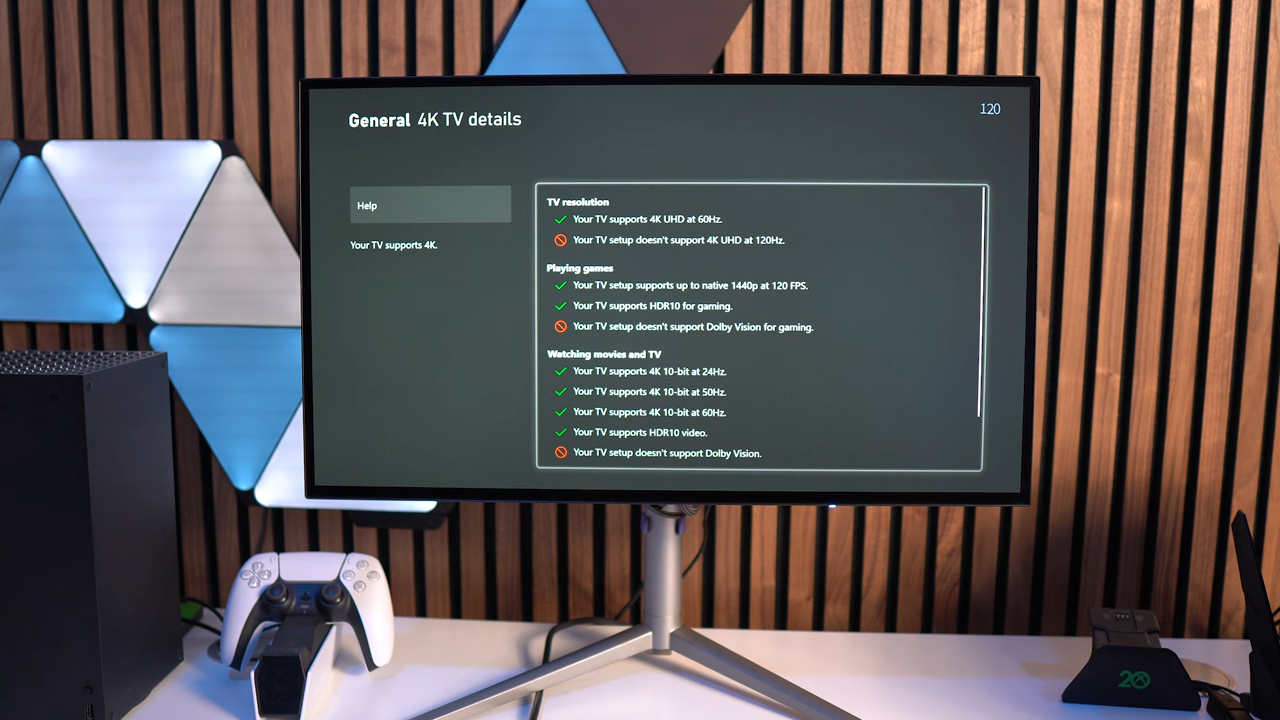 General 4K TV details
120
Help
Your TV supports 4K.
TV resolution
Your TV supports 4K UHD at 60Hz.
Your TV setup doesn't support 4K UHD at 120Hz.
Playing games
Your TV setup supports up to native 1440p at 120 FPS.
Your TV supports HDR10 for gaming.
Your TV setup doesn't support Dolby Vision for gaming.
Watching movies and TV
Your TV supports 4K 10-bit at 24Hz.
Your TV supports 4K 10-bit at 50Hz.
Your TV supports 4K 10-bit at 60Hz.
Your TV supports HDR10 video.
Your TV setup doesn't support Dolby Vision.
20